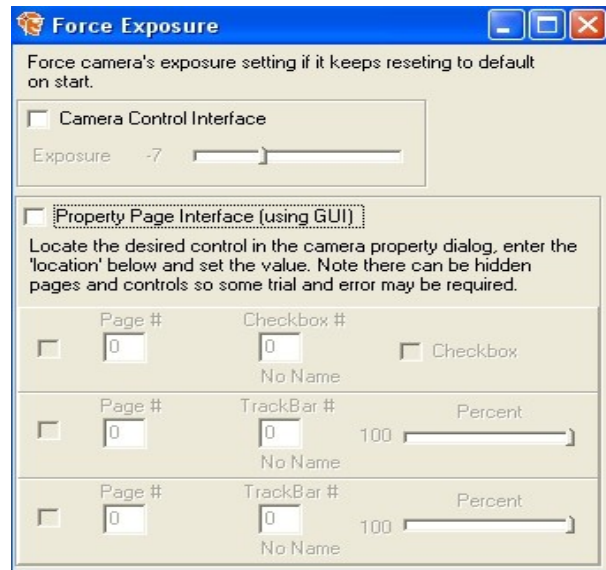 Force Exposure
Force camera's exposure setting if it keeps reseting to default
on start.
Camera Control Interface
Exposure -7
Property Page Interface (using GUI)
Locate the desired control in the camera property dialog, enter the
'location' below and set the value. Note there can be hidden
pages and controls so some trial and error may be required.
Page # Checkbox #
0 0 Checkbox
No Name
Page # TrackBar # Percent
0 0 100
No Name
Page # TrackBar # Percent
0 0 100
No Name